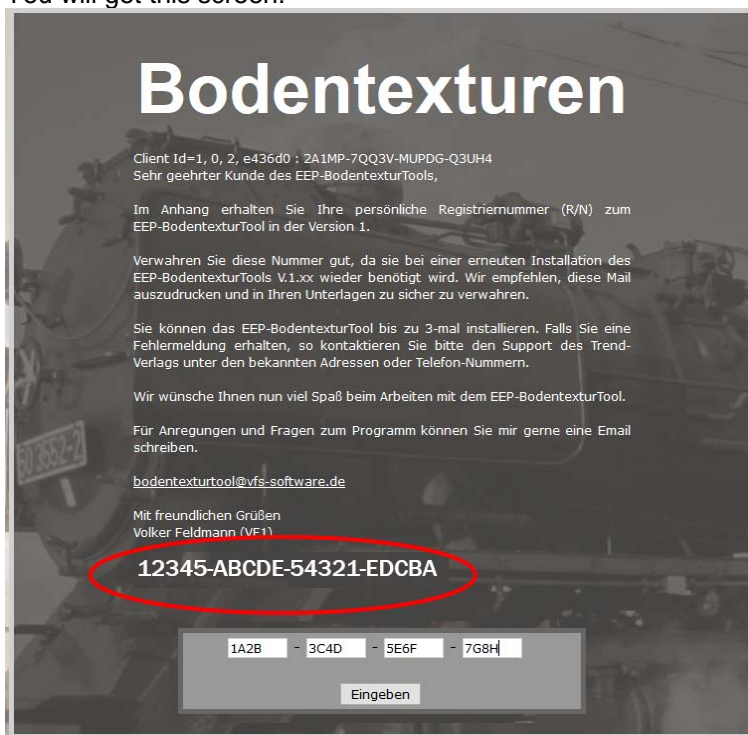 You will get this screen:
Bodentexturen
Client Id=1, 0, 2, e436d0 : 2A1MP-7QQ3V-MUPDG-Q3UH4
Sehr geehrter Kunde des EEP-BodentexturTools,
Im Anhang erhalten Sie Ihre persönliche Registriernummer (R/N) zum
EEP-BodentexturTool in der Version 1.
Verwahren Sie diese Nummer gut, da sie bei einer erneuten Installation des
EEP-BodentexturTools V.1.xx wieder benötigt wird. Wir empfehlen, diese Mail
auszudrucken und in Ihren Unterlagen zu sicher zu verwahren.
Sie können das EEP-BodentexturTool bis zu 3-mal installieren. Falls Sie eine
Fehlermeldung erhalten, so kontaktieren Sie bitte den Support des Trend-
Verlags unter den bekannten Adressen oder Telefon-Nummern.
Wir wünsche Ihnen nun viel Spaß beim Arbeiten mit dem EEP-BodentexturTool.
Für Anregungen und Fragen zum Programm können Sie mir gerne eine Email
schreiben.
bodentexturtool@vfs-software.de
Mit freundlichen Grüßen
Volker Feldmann (VF1)
3552-2
12345-ABCDE-54321-EDCBA
1A2B - 3C4D - 5E6F - 7G8H
Eingeben